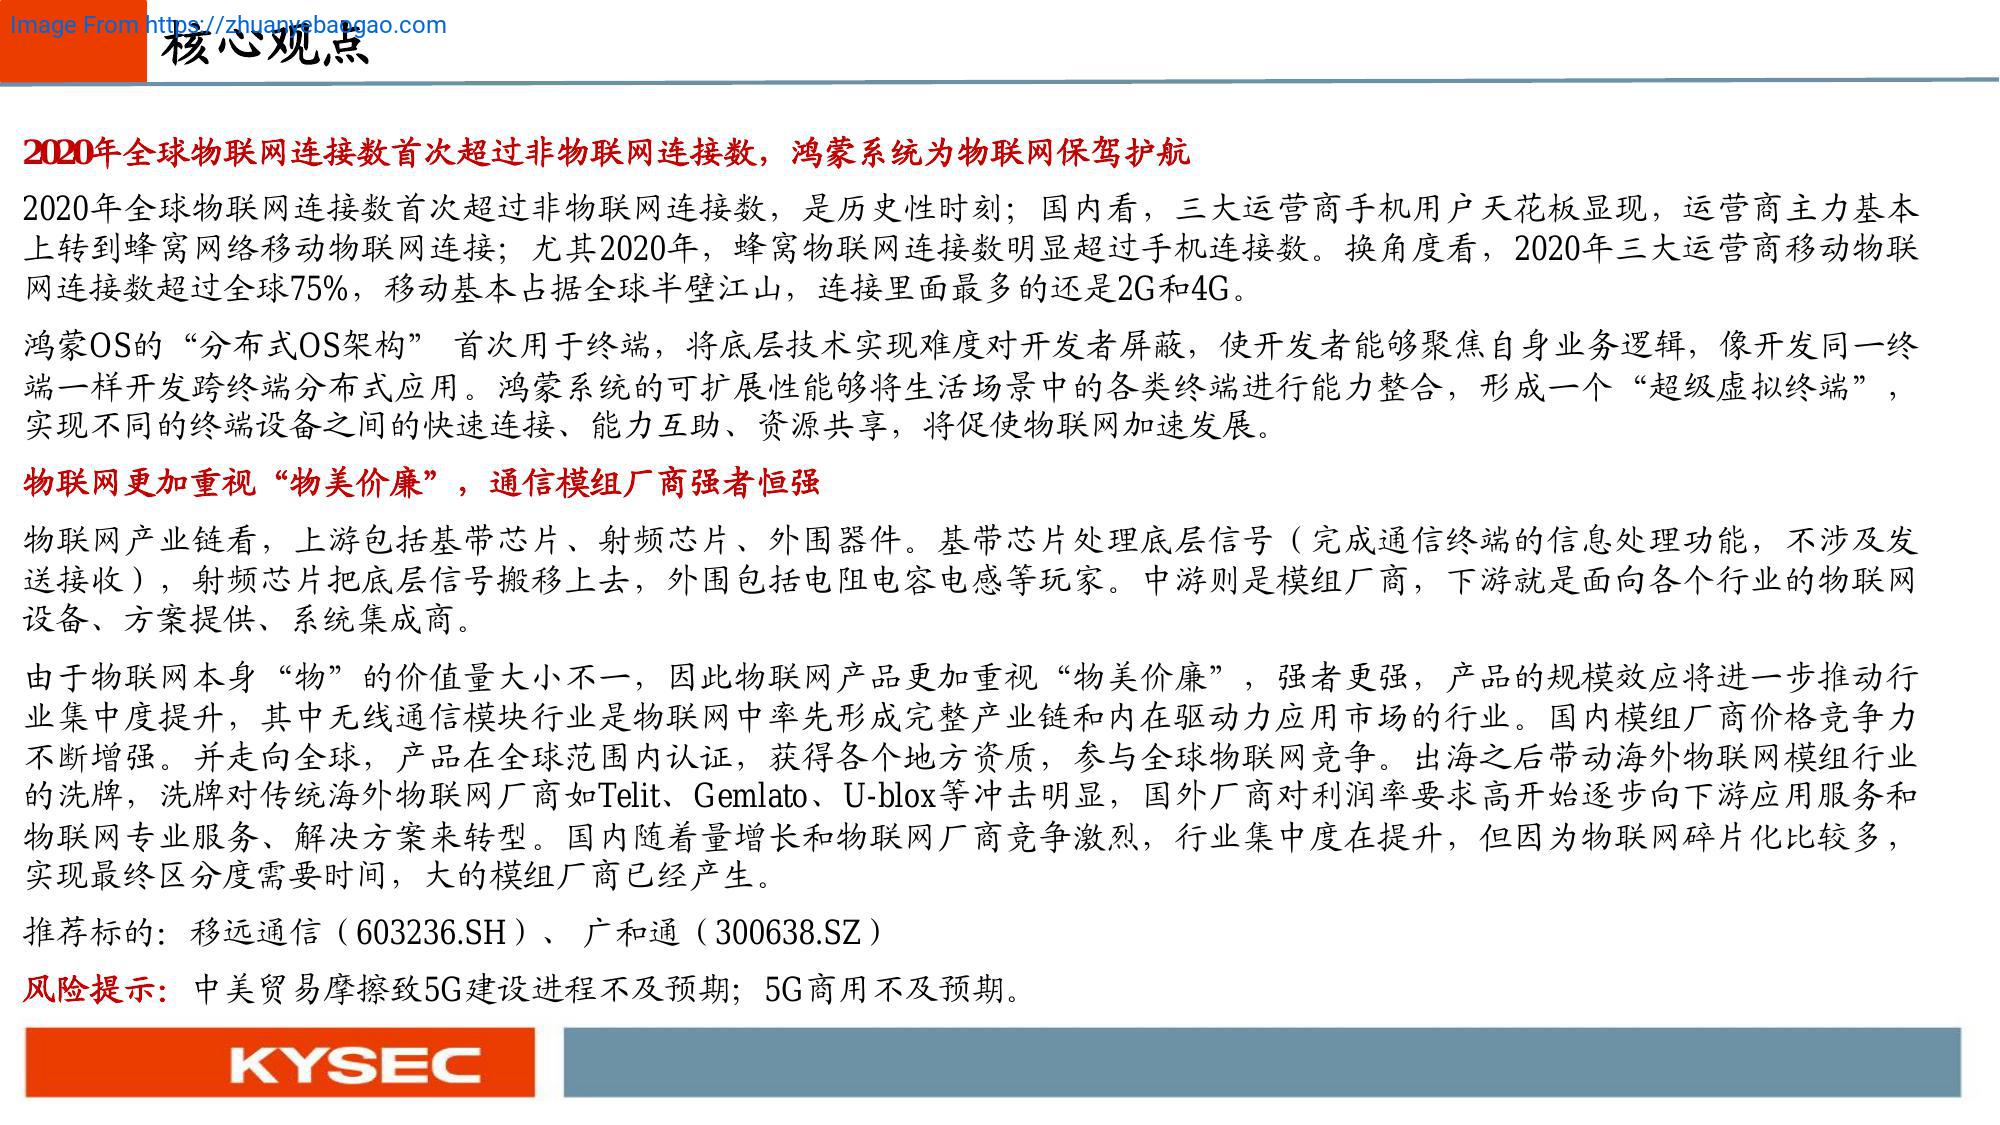 Image From https://zhuanyebaogao.com
核心观点
2020年全球物联网连接数首次超过非物联网连接数，鸿蒙系统为物联网保驾护航
2020年全球物联网连接数首次超过非物联网连接数，是历史性时刻；国内看，三大运营商手机用户天花板显现，运营商主力基本
上转到蜂窝网络移动物联网连接；尤其2020年，蜂窝物联网连接数明显超过手机连接数。换角度看，2020年三大运营商移动物联
网连接数超过全球75%，移动基本占据全球半壁江山，连接里面最多的还是2G和4G。
鸿蒙OS的“分布式OS架构” 首次用于终端，将底层技术实现难度对开发者屏蔽，使开发者能够聚焦自身业务逻辑，像开发同一终
端一样开发跨终端分布式应用。鸿蒙系统的可扩展性能够将生活场景中的各类终端进行能力整合，形成一个“超级虚拟终端”，
实现不同的终端设备之间的快速连接、能力互助、资源共享，将促使物联网加速发展。
物联网更加重视“物美价廉”，通信模组厂商强者恒强
物联网产业链看，上游包括基带芯片、射频芯片、外围器件。基带芯片处理底层信号（完成通信终端的信息处理功能，不涉及发
送接收），射频芯片把底层信号搬移上去，外围包括电阻电容电感等玩家。中游则是模组厂商，下游就是面向各个行业的物联网
设备、方案提供、系统集成商。
由于物联网本身“物”的价值量大小不一，因此物联网产品更加重视“物美价廉”，强者更强，产品的规模效应将进一步推动行
业集中度提升，其中无线通信模块行业是物联网中率先形成完整产业链和内在驱动力应用市场的行业。国内模组厂商价格竞争力
不断增强。并走向全球，产品在全球范围内认证，获得各个地方资质，参与全球物联网竞争。出海之后带动海外物联网模组行业
的洗牌，洗牌对传统海外物联网厂商如Telit、Gemlato、U-blox等冲击明显，国外厂商对利润率要求高开始逐步向下游应用服务和
物联网专业服务、解决方案来转型。国内随着量增长和物联网厂商竞争激烈，行业集中度在提升，但因为物联网碎片化比较多，
实现最终区分度需要时间，大的模组厂商已经产生。
推荐标的：移远通信（603236.SH）、 广和通（300638.SZ）
风险提示：中美贸易摩擦致5G建设进程不及预期；5G商用不及预期。
KYSEC